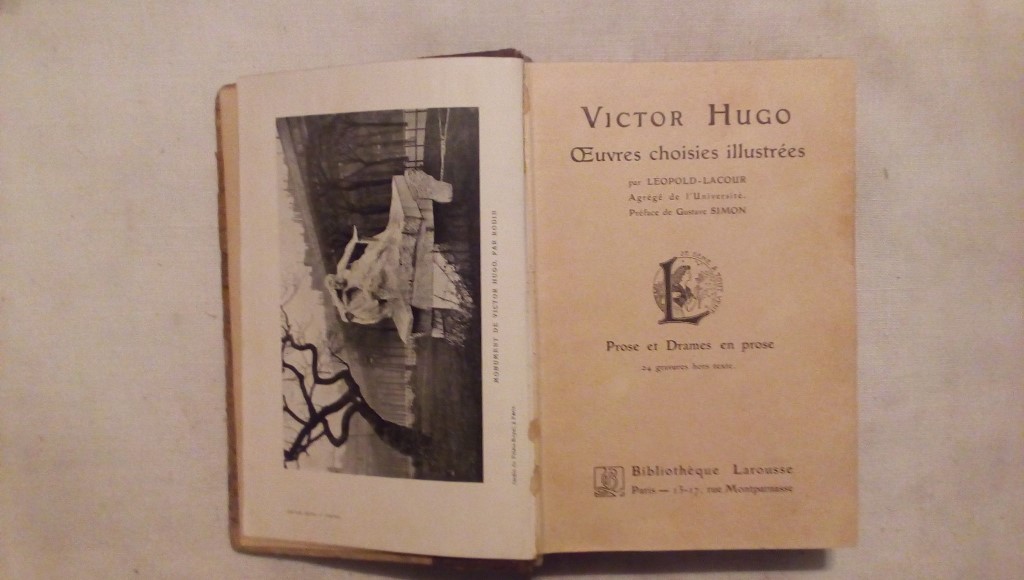 MONUMENT DE VICTOR HUGO, PAR RODIN
VICTOR HUGO
Œuvres choisies illustrées
par LÉOPOLD-LACOUR
Agrégé de l'Université.
Préface de Gustave SIMON
L
Prose et Drames en prose
24 gravures hors texte.
Bibliothèque Larousse
Paris — 13-17, rue Montparnasse